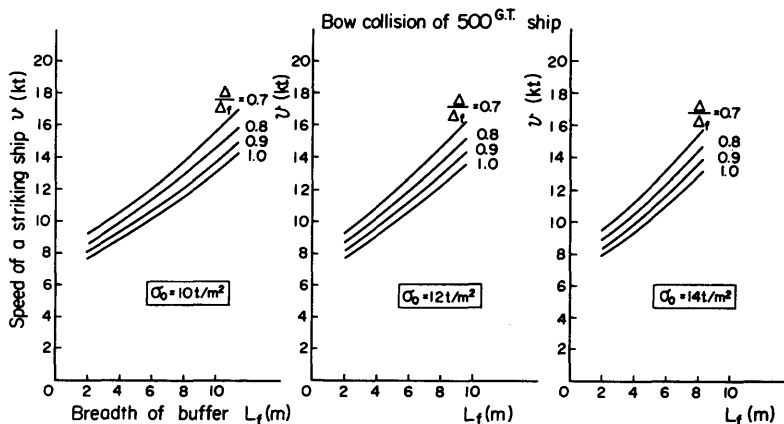 Bow collision of 500 G.T. ship
Speed of a striking ship v (kt)
20
18
16
14
12
10
8
6
4
2
0
Δ/Δf =0.7
0.8
0.9
1.0
σ₀=10t/m²
2 4 6 8 10
Breadth of buffer Lf(m)
v (kt)
20
18
16
14
12
10
8
6
4
2
0
Δ/Δf =0.7
0.8
0.9
1.0
σ₀=12t/m²
2 4 6 8 10
Lf(m)
v (kt)
20
18
16
14
12
10
8
6
4
2
0
Δ/Δf =0.7
0.8
0.9
1.0
σ₀=14t/m²
2 4 6 8 10
Lf(m)